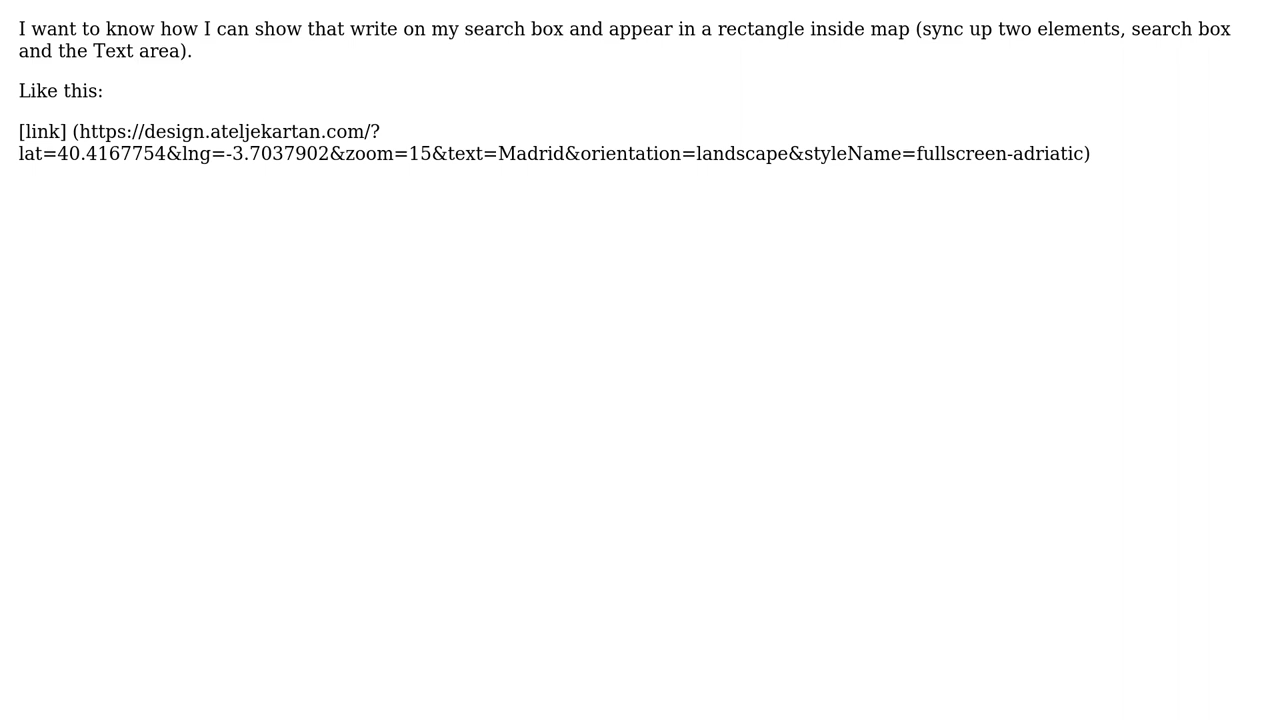 I want to know how I can show that write on my search box and appear in a rectangle inside map (sync up two elements, search box
and the Text area).
Like this:
[link] (https://design.ateljekartan.com/?
lat=40.4167754&lng=-3.7037902&zoom=15&text=Madrid&orientation=landscape&styleName=fullscreen-adriatic)